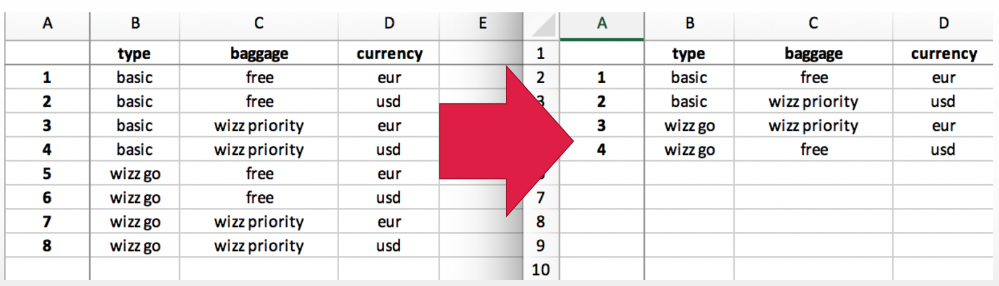 A B C D E
type baggage currency
1 basic free eur
2 basic free usd
3 basic wizz priority eur
4 basic wizz priority usd
5 wizz go free eur
6 wizz go free usd
7 wizz go wizz priority eur
8 wizz go wizz priority usd
A B C D
1 type baggage currency
2 1 basic free eur
3 2 basic wizz priority usd
3 wizz go wizz priority eur
4 wizz go free usd
7
8
9
10